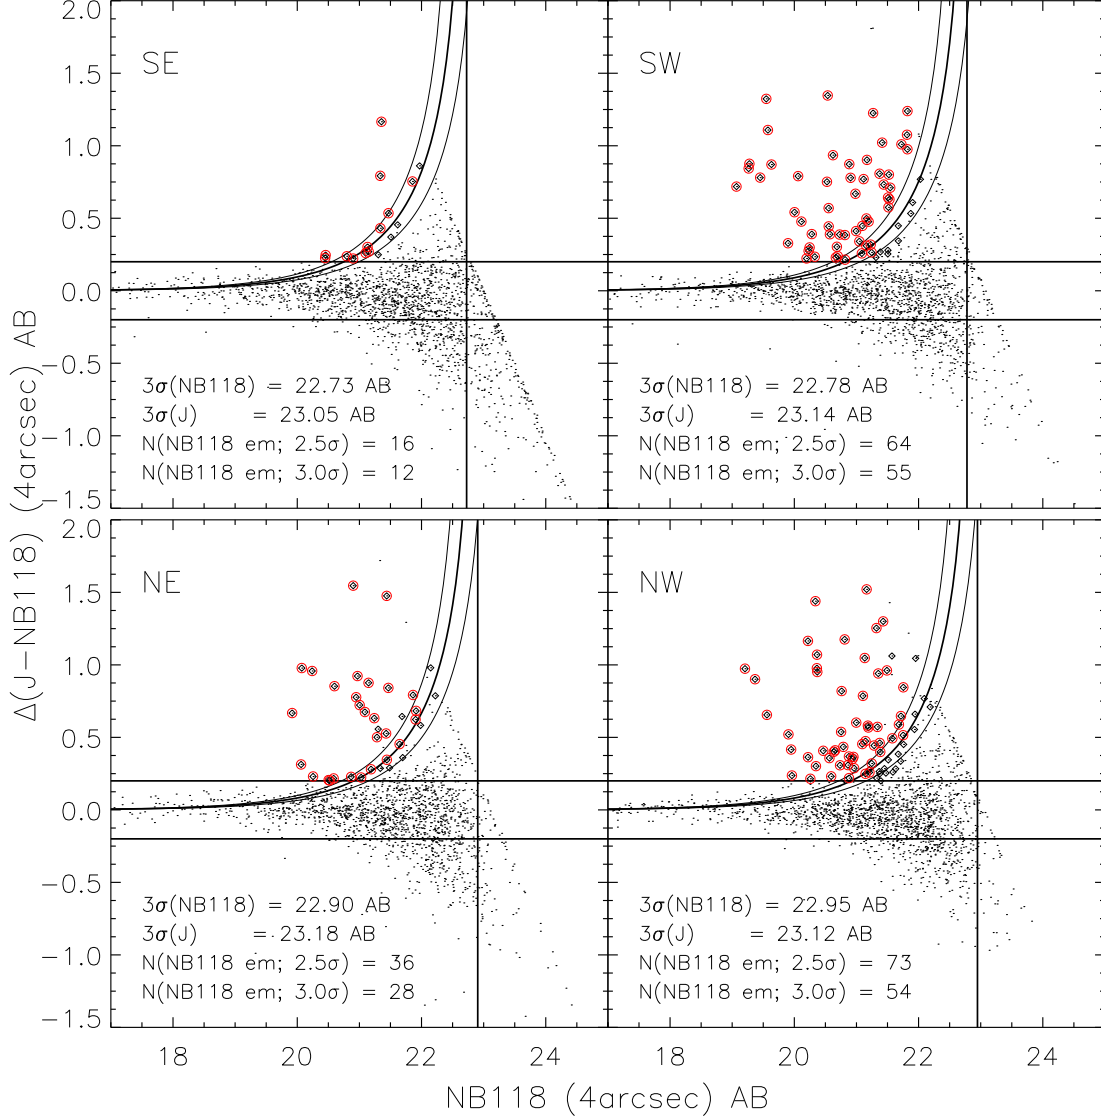 2.0
1.5
1.0
0.5
0.0
−0.5
−1.0
−1.5
SE
3σ(NB118) = 22.73 AB
3σ(J) = 23.05 AB
N(NB118 em; 2.5σ) = 16
N(NB118 em; 3.0σ) = 12
SW
3σ(NB118) = 22.78 AB
3σ(J) = 23.14 AB
N(NB118 em; 2.5σ) = 64
N(NB118 em; 3.0σ) = 55
Δ(J−NB118) (4arcsec) AB
2.0
1.5
1.0
0.5
0.0
−0.5
−1.0
−1.5
NE
3σ(NB118) = 22.90 AB
3σ(J) = 23.18 AB
N(NB118 em; 2.5σ) = 36
N(NB118 em; 3.0σ) = 28
NW
3σ(NB118) = 22.95 AB
3σ(J) = 23.12 AB
N(NB118 em; 2.5σ) = 73
N(NB118 em; 3.0σ) = 54
18 20 22 24 18 20 22 24
NB118 (4arcsec) AB